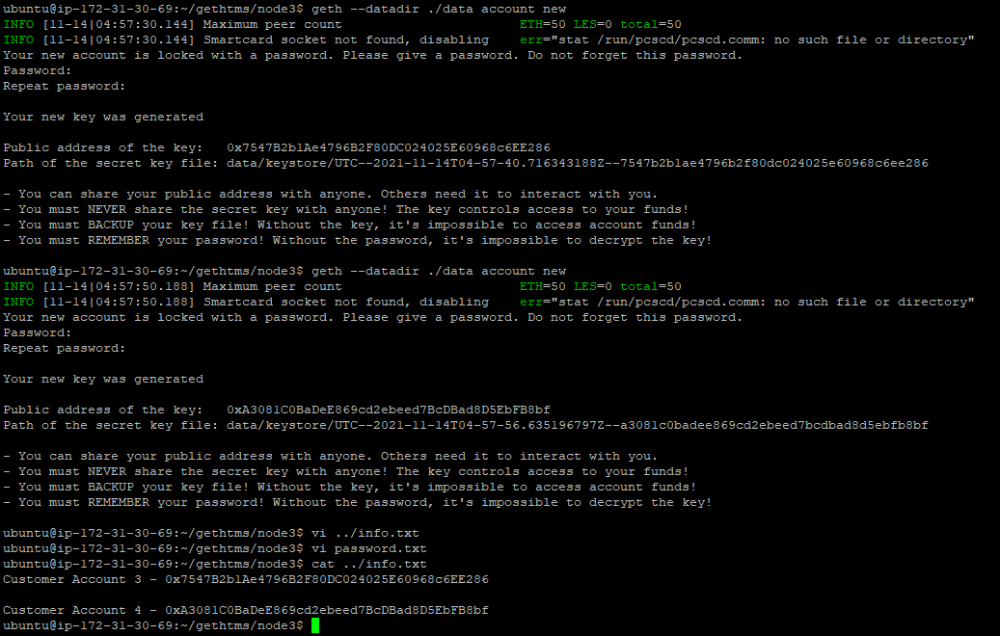 ubuntu@ip-172-31-30-69:~/gethtms/node3$ geth --datadir ./data account new
INFO [11-14|04:57:30.144] Maximum peer count ETH=50 LES=0 total=50
INFO [11-14|04:57:30.144] Smartcard socket not found, disabling err="stat /run/pcscd/pcscd.comm: no such file or directory"
Your new account is locked with a password. Please give a password. Do not forget this password.
Password:
Repeat password:
Your new key was generated
Public address of the key: 0x7547B2b1Ae4796B2F80DC024025E60968c6EE286
Path of the secret key file: data/keystore/UTC--2021-11-14T04-57-40.716343188Z--7547b2b1ae4796b2f80dc024025e60968c6ee286
- You can share your public address with anyone. Others need it to interact with you.
- You must NEVER share the secret key with anyone! The key controls access to your funds!
- You must BACKUP your key file! Without the key, it's impossible to access account funds!
- You must REMEMBER your password! Without the password, it's impossible to decrypt the key!
ubuntu@ip-172-31-30-69:~/gethtms/node3$ geth --datadir ./data account new
INFO [11-14|04:57:50.188] Maximum peer count ETH=50 LES=0 total=50
INFO [11-14|04:57:50.188] Smartcard socket not found, disabling err="stat /run/pcscd/pcscd.comm: no such file or directory"
Your new account is locked with a password. Please give a password. Do not forget this password.
Password:
Repeat password:
Your new key was generated
Public address of the key: 0xA3081C0BaDeE869cd2ebeed7BcDBad8D5EbFB8bf
Path of the secret key file: data/keystore/UTC--2021-11-14T04-57-56.635196797Z--a3081c0badee869cd2ebeed7bcdbad8d5ebfb8bf
- You can share your public address with anyone. Others need it to interact with you.
- You must NEVER share the secret key with anyone! The key controls access to your funds!
- You must BACKUP your key file! Without the key, it's impossible to access account funds!
- You must REMEMBER your password! Without the password, it's impossible to decrypt the key!
ubuntu@ip-172-31-30-69:~/gethtms/node3$ vi ../info.txt
ubuntu@ip-172-31-30-69:~/gethtms/node3$ vi password.txt
ubuntu@ip-172-31-30-69:~/gethtms/node3$ cat ../info.txt
Customer Account 3 - 0x7547B2b1Ae4796B2F80DC024025E60968c6EE286
Customer Account 4 - 0xA3081C0BaDeE869cd2ebeed7BcDBad8D5EbFB8bf
ubuntu@ip-172-31-30-69:~/gethtms/node3$